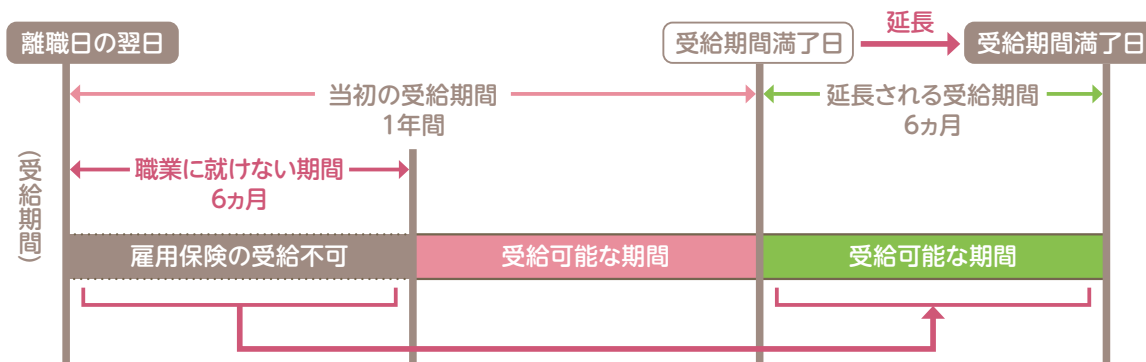 延長
離職日の翌日
受給期間満了日
受給期間満了日
当初の受給期間
1年間
延長される受給期間
6ヵ月
職業に就けない期間
6ヵ月
(受給期間)
雇用保険の受給不可
受給可能な期間
受給可能な期間